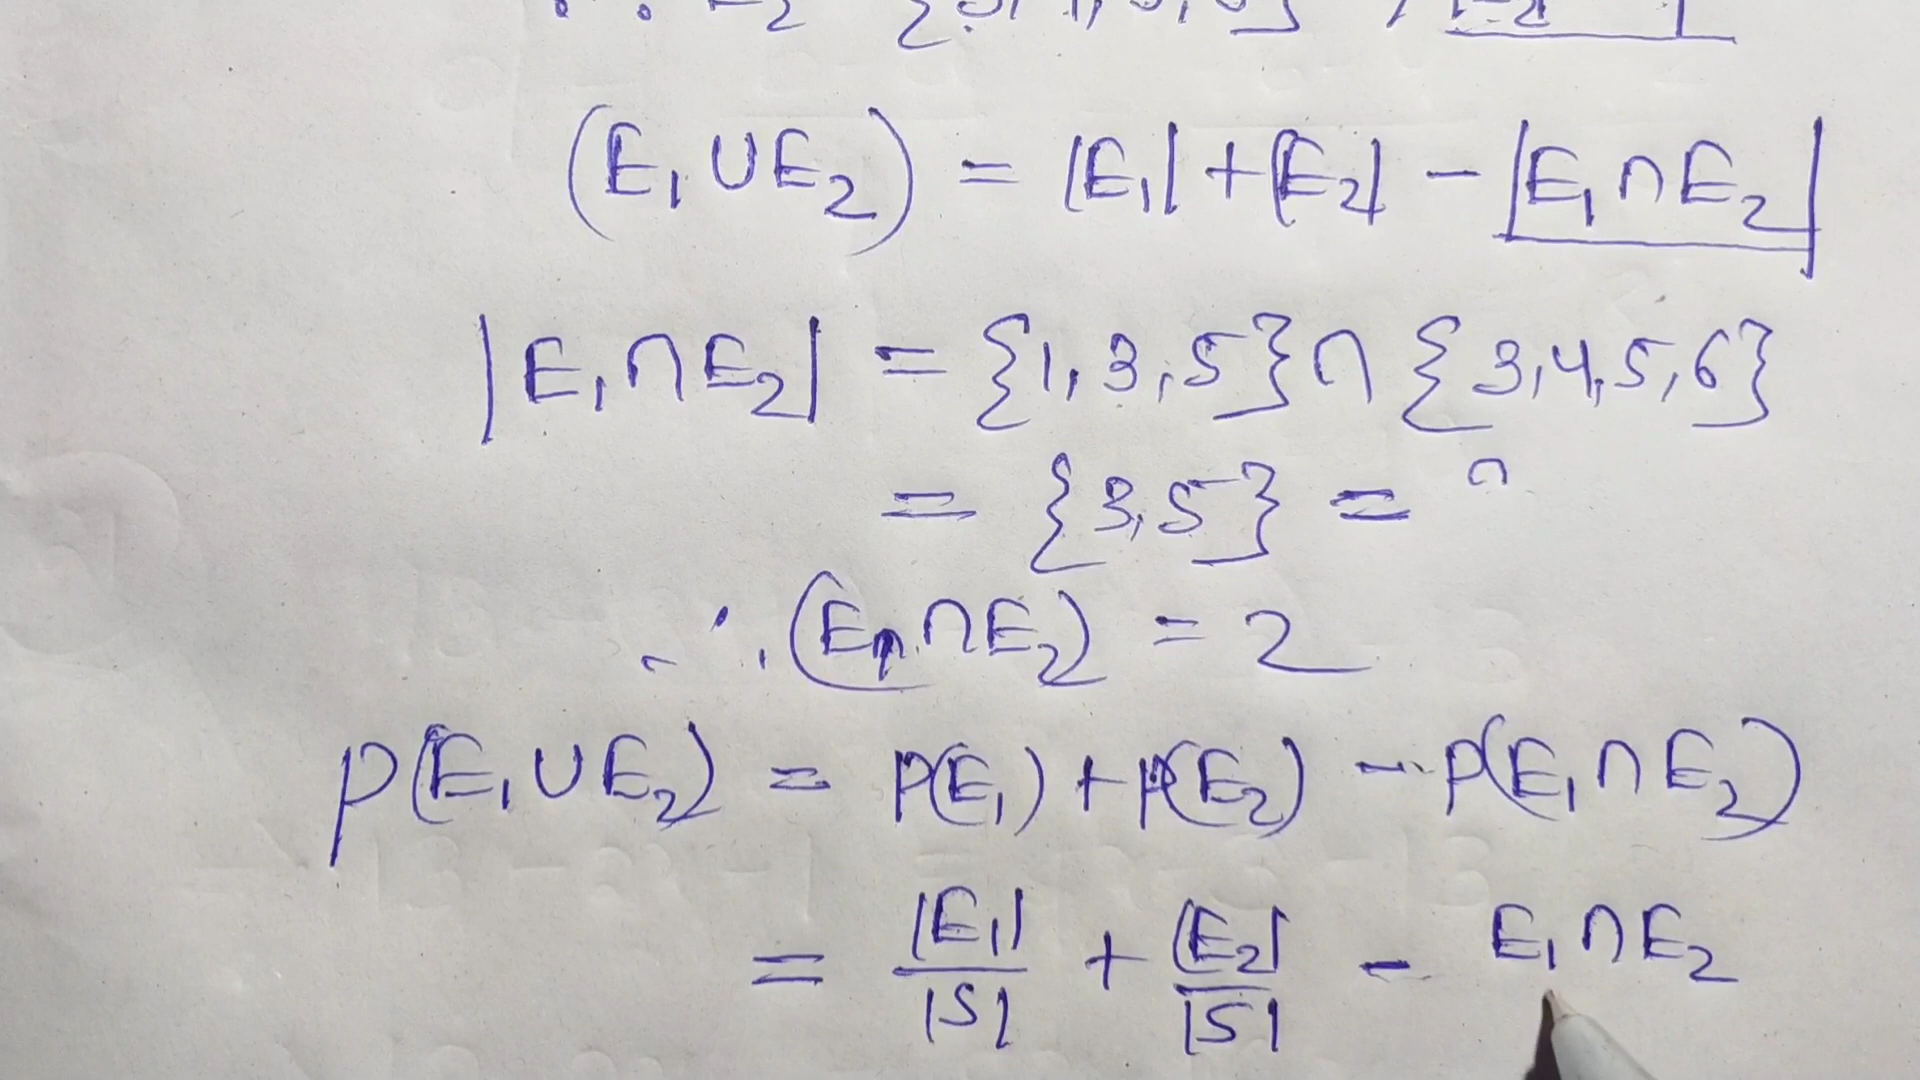 (E₁ ∪ E₂) = |E₁| + |E₂| - |E₁ ∩ E₂|
|E₁ ∩ E₂| = {1, 3, 5} ∩ {3, 4, 5, 6}
= {3, 5} =
∴ (E₁ ∩ E₂) = 2
P(E₁ ∪ E₂) = P(E₁) + P(E₂) - P(E₁ ∩ E₂)
= |E₁|/|S| + |E₂|/|S| - E₁ ∩ E₂